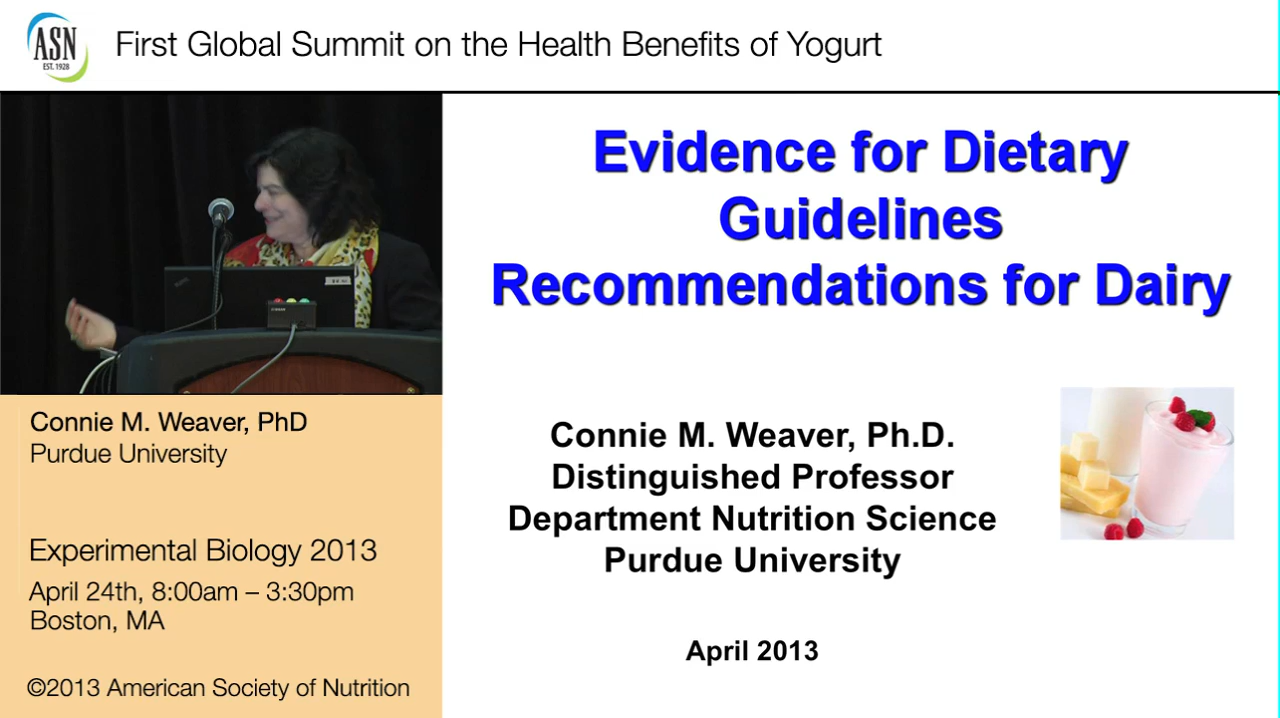 ASN
EST. 1928
First Global Summit on the Health Benefits of Yogurt
Evidence for Dietary
Guidelines
Recommendations for Dairy
Connie M. Weaver, PhD
Purdue University
Experimental Biology 2013
April 24th, 8:00am – 3:30pm
Boston, MA
©2013 American Society of Nutrition
Connie M. Weaver, Ph.D.
Distinguished Professor
Department Nutrition Science
Purdue University
April 2013